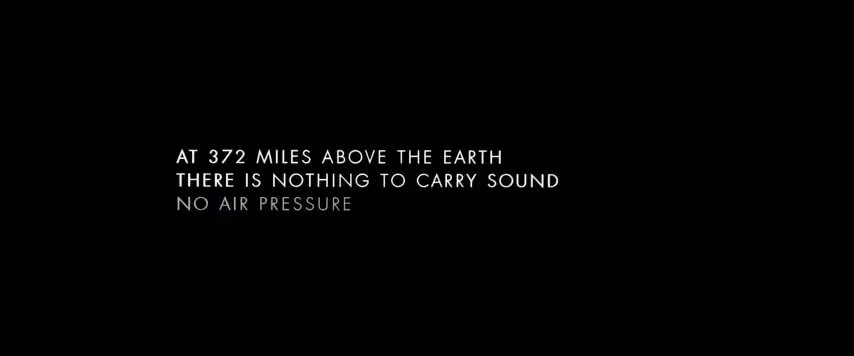 AT 372 MILES ABOVE THE EARTH
THERE IS NOTHING TO CARRY SOUND
NO AIR PRESSURE